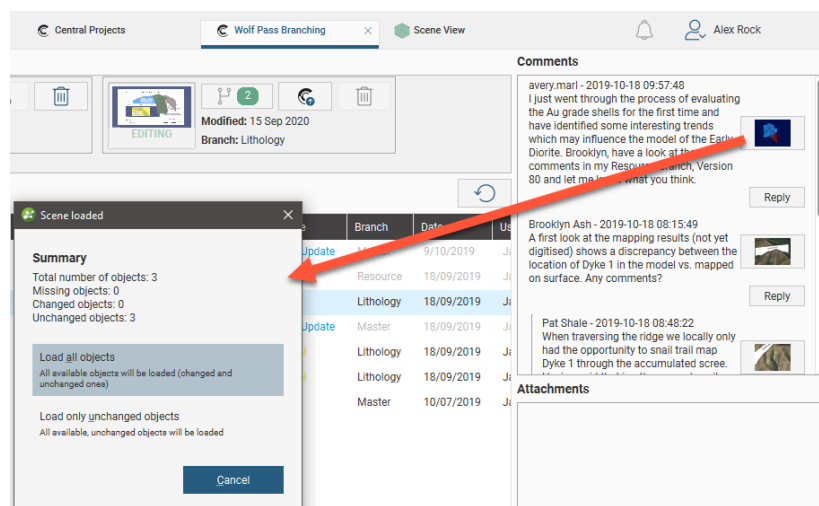 Central Projects
Wolf Pass Branching
Scene View
Alex Rock
Comments
EDITING
2
Modified: 15 Sep 2020
Branch: Lithology
avery.marl - 2019-10-18 09:57:48
I just went through the process of evaluating
the Au grade shells for the first time and
have identified some interesting trends
which may influence the model of the Early
Diorite. Brooklyn, have a look at the
comments in my Resource Branch, Version
80 and let me know what you think.
Reply
Brooklyn Ash - 2019-10-18 08:15:49
A first look at the mapping results (not yet
digitised) shows a discrepancy between the
location of Dyke 1 in the model vs. mapped
on surface. Any comments?
Reply
Pat Shale - 2019-10-18 08:48:22
When traversing the ridge we locally only
had the opportunity to snail trail map
Dyke 1 through the accumulated scree.
Attachments
Scene loaded
Summary
Total number of objects: 3
Missing objects: 0
Changed objects: 0
Unchanged objects: 3
Load all objects
All available objects will be loaded (changed and
unchanged ones)
Load only unchanged objects
All available, unchanged objects will be loaded
Cancel
Branch Date Us
Update 9/10/2019 Ja
Resource 18/09/2019 Ja
Lithology 18/09/2019 Ja
Update Master 18/09/2019 Ja
Lithology 18/09/2019 Ja
Lithology 18/09/2019 Ja
Master 10/07/2019 Ja